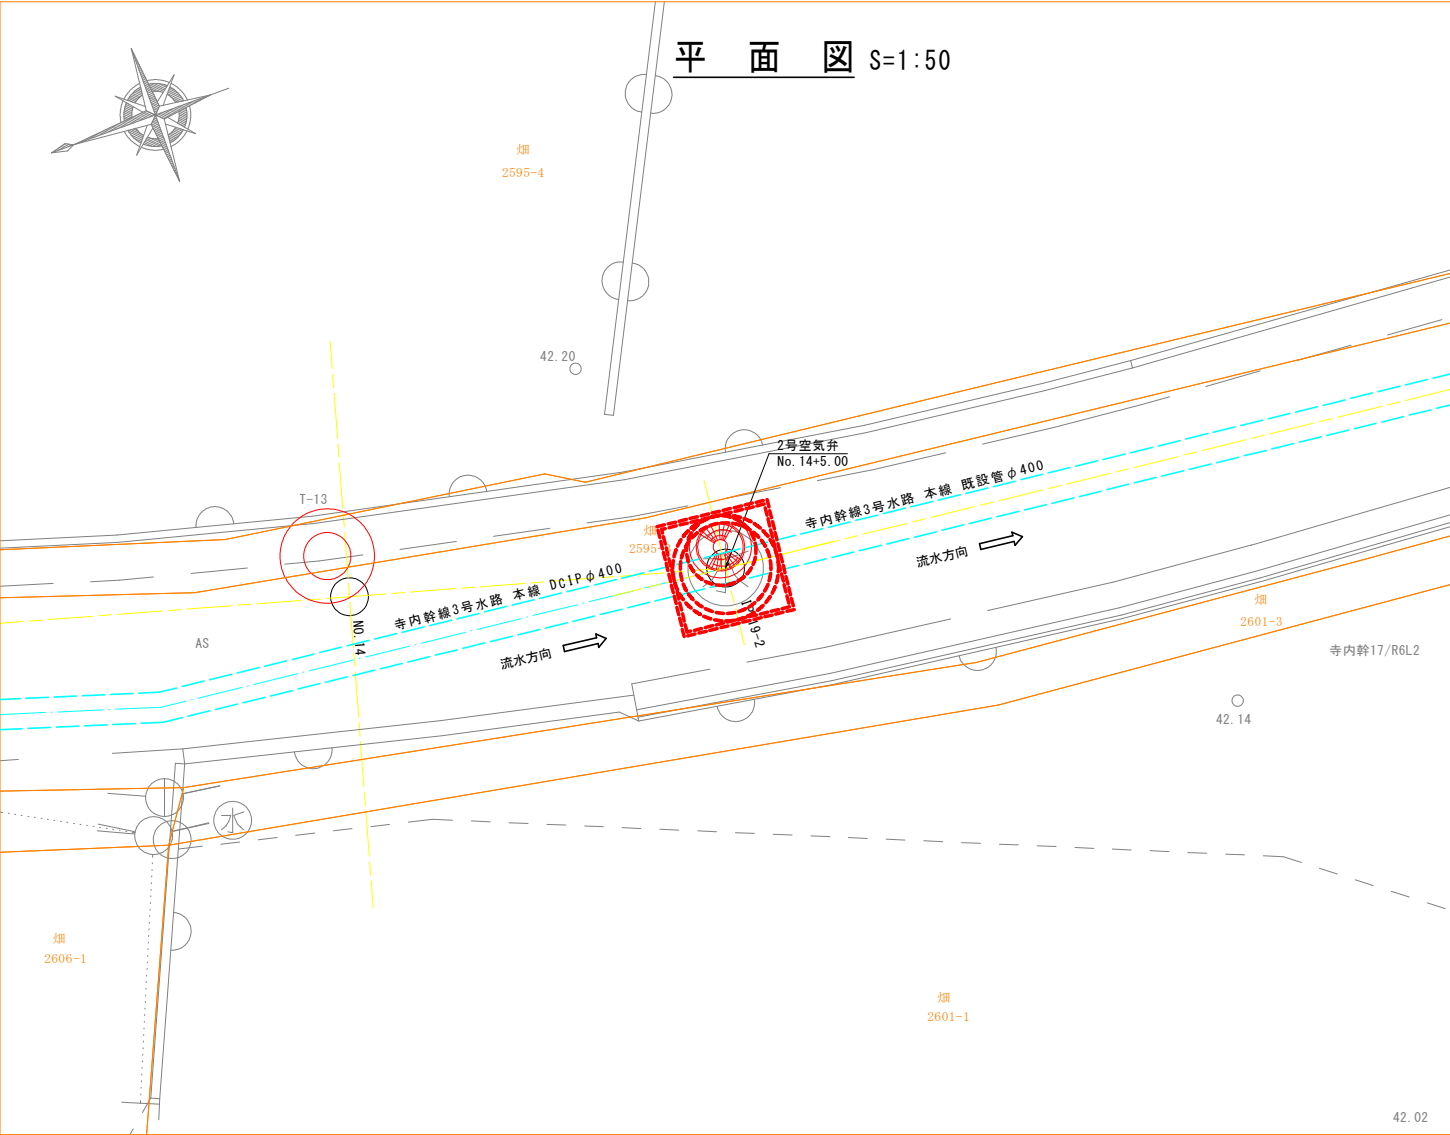 平 面 図 S=1:50
畑
2595-4
42.20
2号空気弁
No.14+5.00
T-13
寺内幹線3号水路 本線 既設管φ400
流水方向
畑
2595-
寺内幹線3号水路 本線 DCIPφ400
流水方向
NO.14
AS
畑
2601-3
寺内幹17/R6L2
42.14
水
畑
2606-1
畑
2601-1
42.02